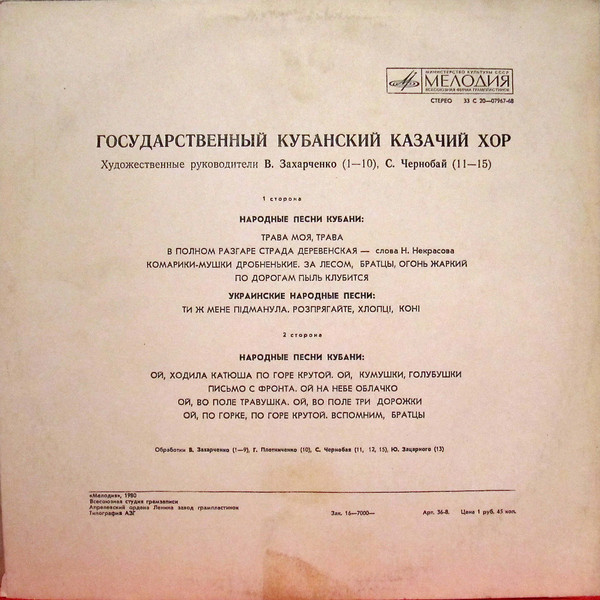 МИНИСТЕРСТВО КУЛЬТУРЫ СССР
МЕЛОДИЯ
ВСЕСОЮЗНАЯ ФИРМА ГРАМПЛАСТИНОК
СТЕРЕО 33 С 20—07967-68
ГОСУДАРСТВЕННЫЙ КУБАНСКИЙ КАЗАЧИЙ ХОР
Художественные руководители В. Захарченко (1—10), С. Чернобай (11—15)
1 сторона
НАРОДНЫЕ ПЕСНИ КУБАНИ:
ТРАВА МОЯ, ТРАВА
В ПОЛНОМ РАЗГАРЕ СТРАДА ДЕРЕВЕНСКАЯ — слова Н. Некрасова
КОМАРИКИ-МУШКИ ДРОБНЕНЬКИЕ. ЗА ЛЕСОМ, БРАТЦЫ, ОГОНЬ ЖАРКИЙ
ПО ДОРОГАМ ПЫЛЬ КЛУБИТСЯ
УКРАИНСКИЕ НАРОДНЫЕ ПЕСНИ:
ТИ Ж МЕНЕ ПІДМАНУЛА. РОЗПРЯГАЙТЕ, ХЛОПЦІ, КОНІ
2 сторона
НАРОДНЫЕ ПЕСНИ КУБАНИ:
ОЙ, ХОДИЛА КАТЮША ПО ГОРЕ КРУТОЙ. ОЙ, КУМУШКИ, ГОЛУБУШКИ
ПИСЬМО С ФРОНТА. ОЙ НА НЕБЕ ОБЛАЧКО
ОЙ, ВО ПОЛЕ ТРАВУШКА. ОЙ, ВО ПОЛЕ ТРИ ДОРОЖКИ
ОЙ, ПО ГОРКЕ, ПО ГОРЕ КРУТОЙ. ВСПОМНИМ, БРАТЦЫ
Обработки В. Захарченко (1—9), Г. Плотниченко (10), С. Чернобая (11, 12, 15), Ю. Зацарного (13)
«Мелодия», 1980
Всесоюзная студия грамзаписи
Апрелевский ордена Ленина завод грампластинок
Типография АЗГ Зак. 16—7000— Арт. 36-8. Цена 1 руб. 45 коп.